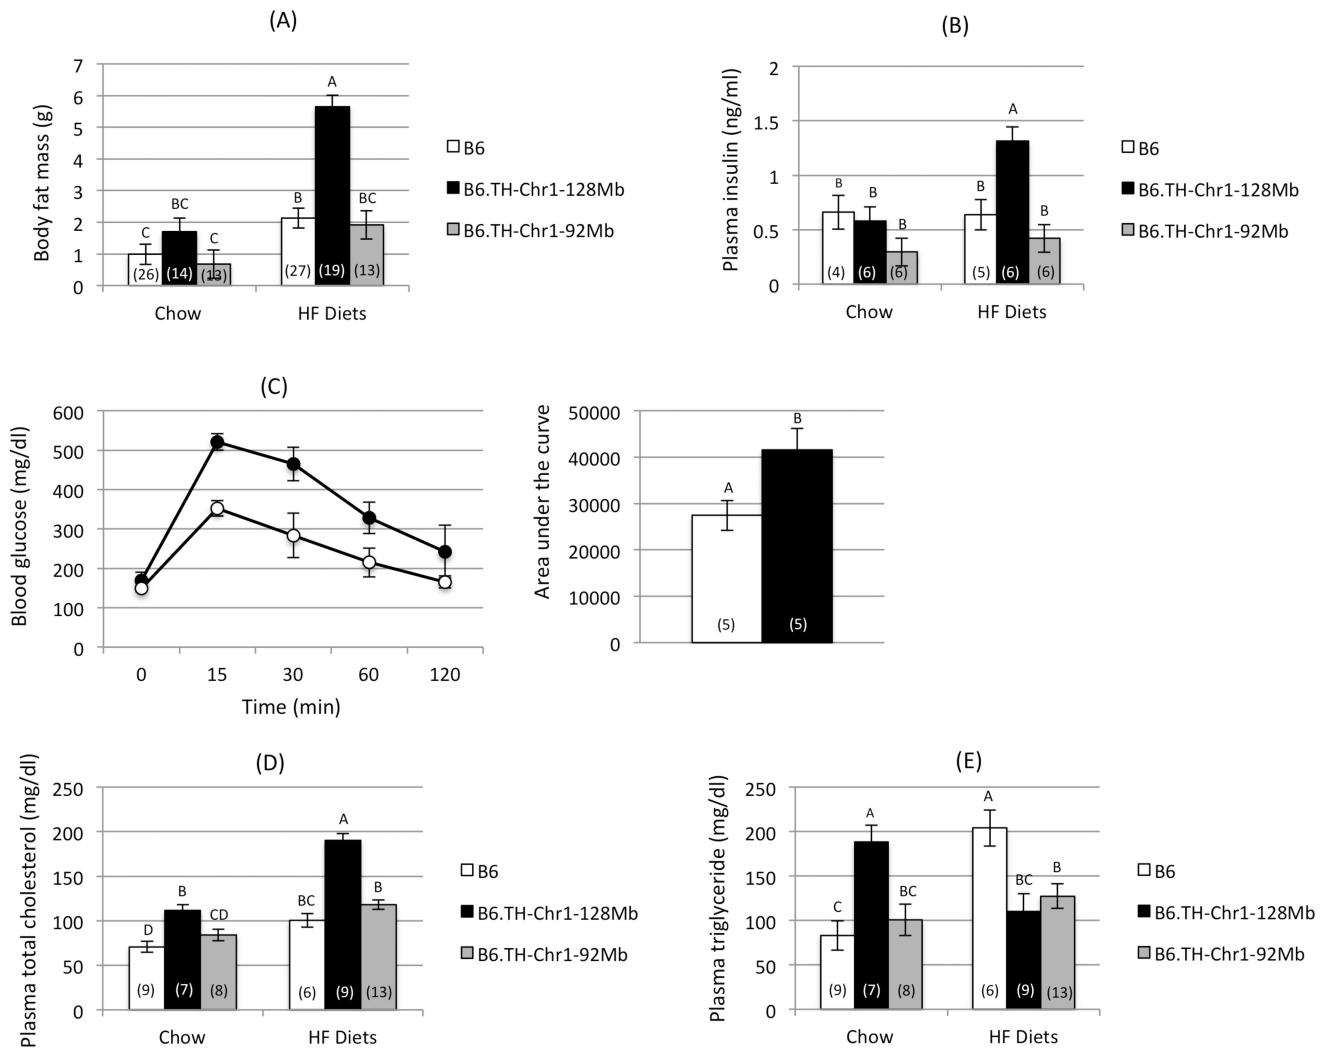 (A)
Body fat mass (g)
7
6
5
4
3
2
1
0
C
BC
C
B
A
BC
(26)
(14)
(13)
(27)
(19)
(13)
Chow
HF Diets
B6
B6.TH-Chr1-128Mb
B6.TH-Chr1-92Mb
(B)
Plasma insulin (ng/ml)
2
1.5
1
0.5
0
B
B
B
B
A
B
(4)
(6)
(6)
(5)
(6)
(6)
Chow
HF Diets
B6
B6.TH-Chr1-128Mb
B6.TH-Chr1-92Mb
(C)
Blood glucose (mg/dl)
600
500
400
300
200
100
0
0
15
30
60
120
Time (min)
Area under the curve
50000
40000
30000
20000
10000
0
A
B
(5)
(5)
(D)
Plasma total cholesterol (mg/dl)
250
200
150
100
50
0
D
B
CD
BC
A
B
(9)
(7)
(8)
(6)
(9)
(13)
Chow
HF Diets
B6
B6.TH-Chr1-128Mb
B6.TH-Chr1-92Mb
(E)
Plasma triglyceride (mg/dl)
250
200
150
100
50
0
C
A
BC
A
BC
B
(9)
(7)
(8)
(6)
(9)
(13)
Chow
HF Diets
B6
B6.TH-Chr1-128Mb
B6.TH-Chr1-92Mb